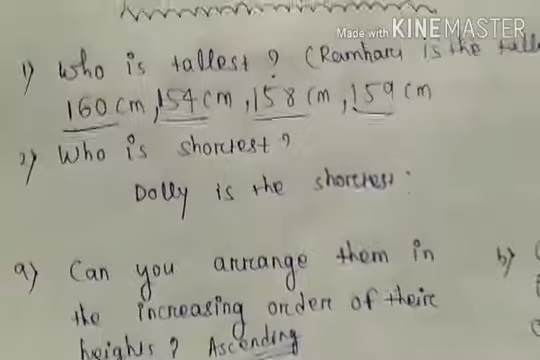 Made with KINEMASTER
1) Who is tallest? (Ramhari is the
160 cm, 154 cm, 158 cm, 159 cm
2) Who is shortest?
Dolly is the shortest.
a) Can you arrange them in
the increasing order of their
heights? Ascending
b)